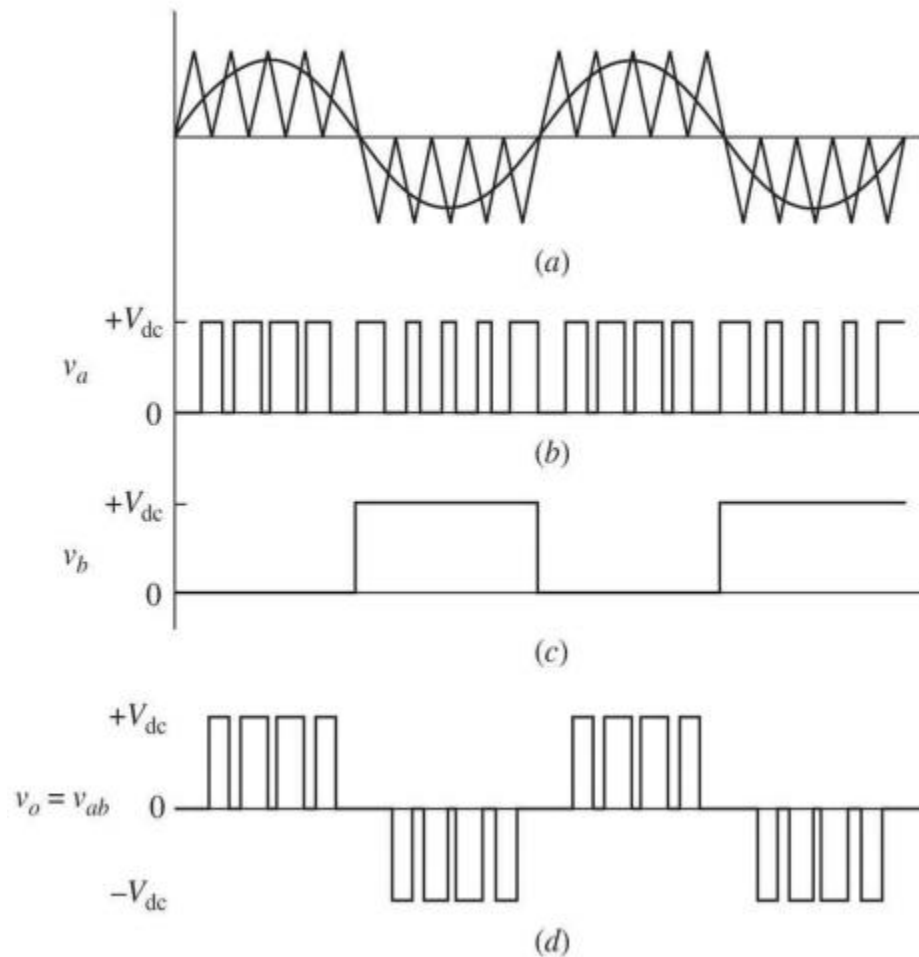 (a)
+V_dc
v_a
0
(b)
+V_dc
v_b
0
(c)
+V_dc
v_o = v_ab 0
−V_dc
(d)